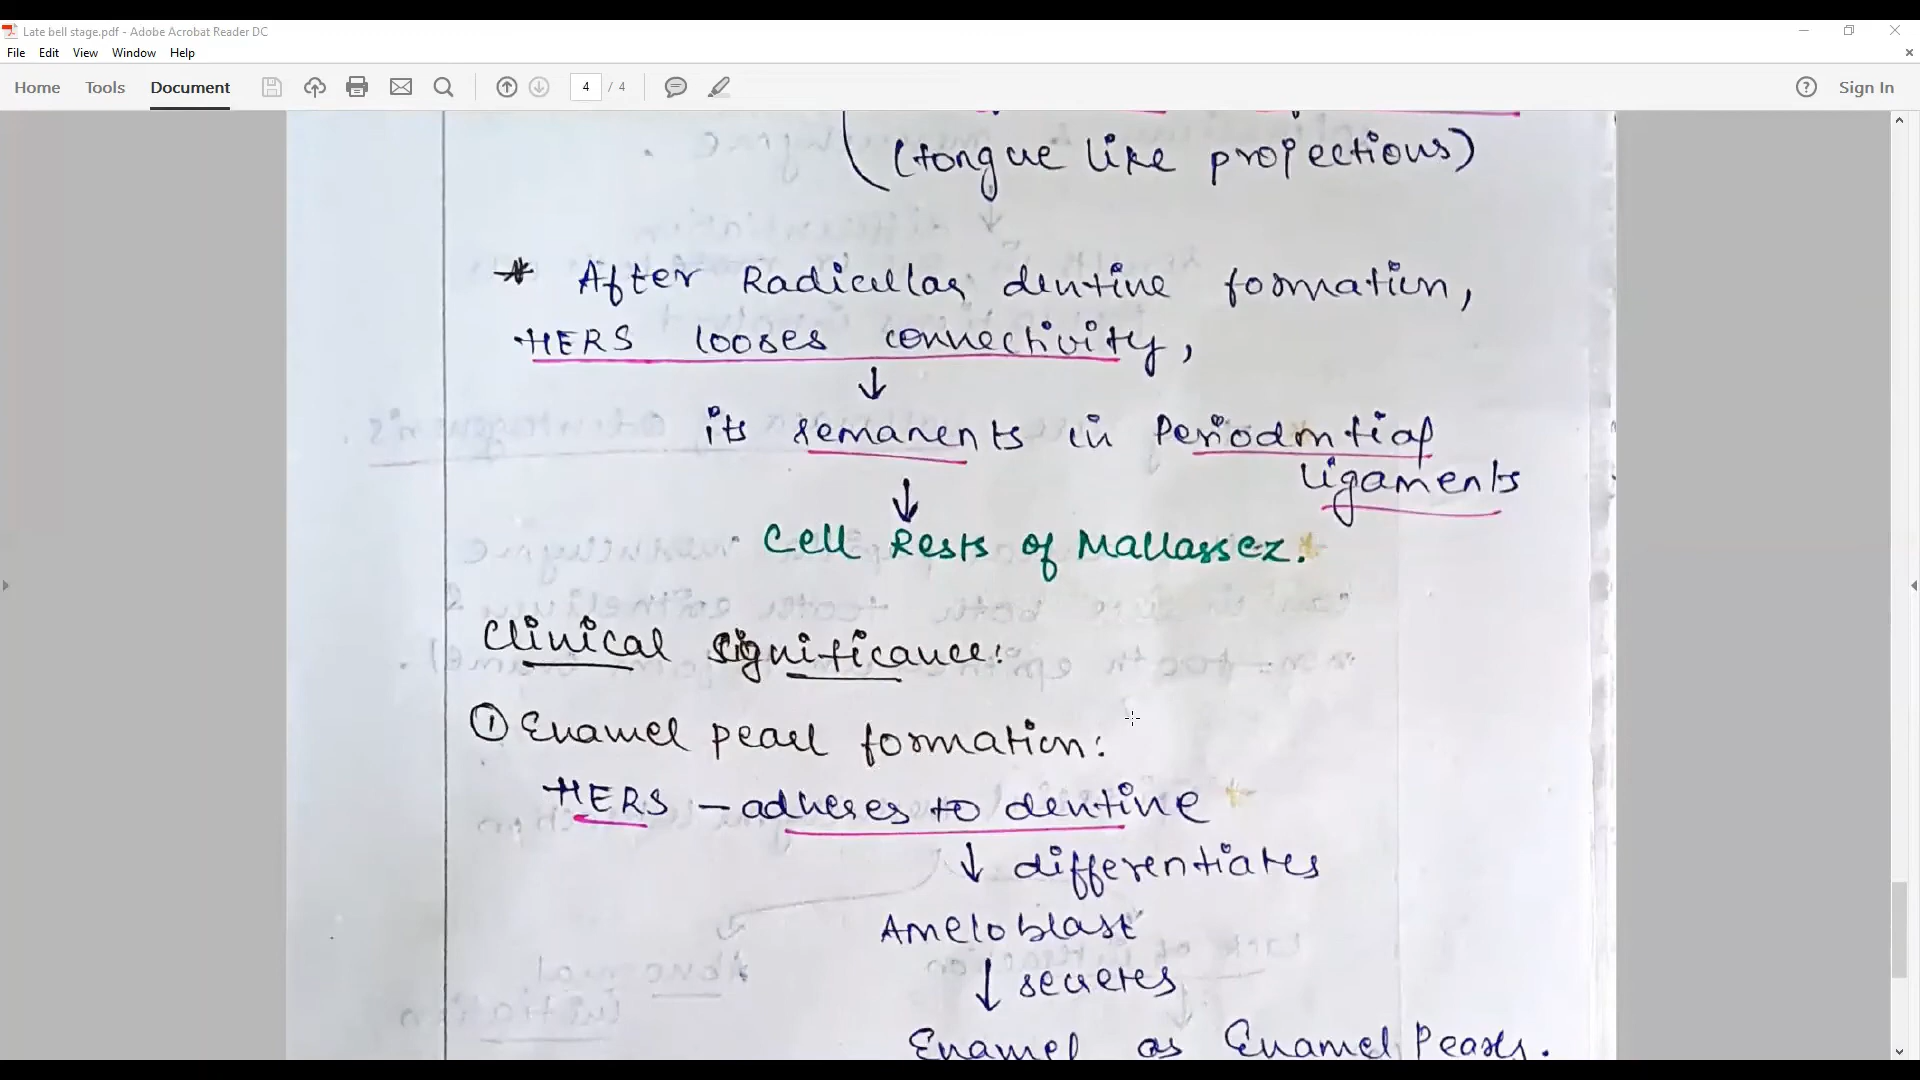 Late bell stage.pdf - Adobe Acrobat Reader DC
File Edit View Window Help
Home Tools Document 4 / 4 Sign In
(tongue like projections)
* After Radicular dentine formation,
HERS looses connectivity,
↓
its remanents in Periodontial
ligaments
↓
Cell Rests of Mallassez.
Clinical significance:
① Enamel pearl formation:
HERS - adheres to dentine
↓ differentiates
Ameloblast
↓ secretes
Enamel as Enamel Pearls.